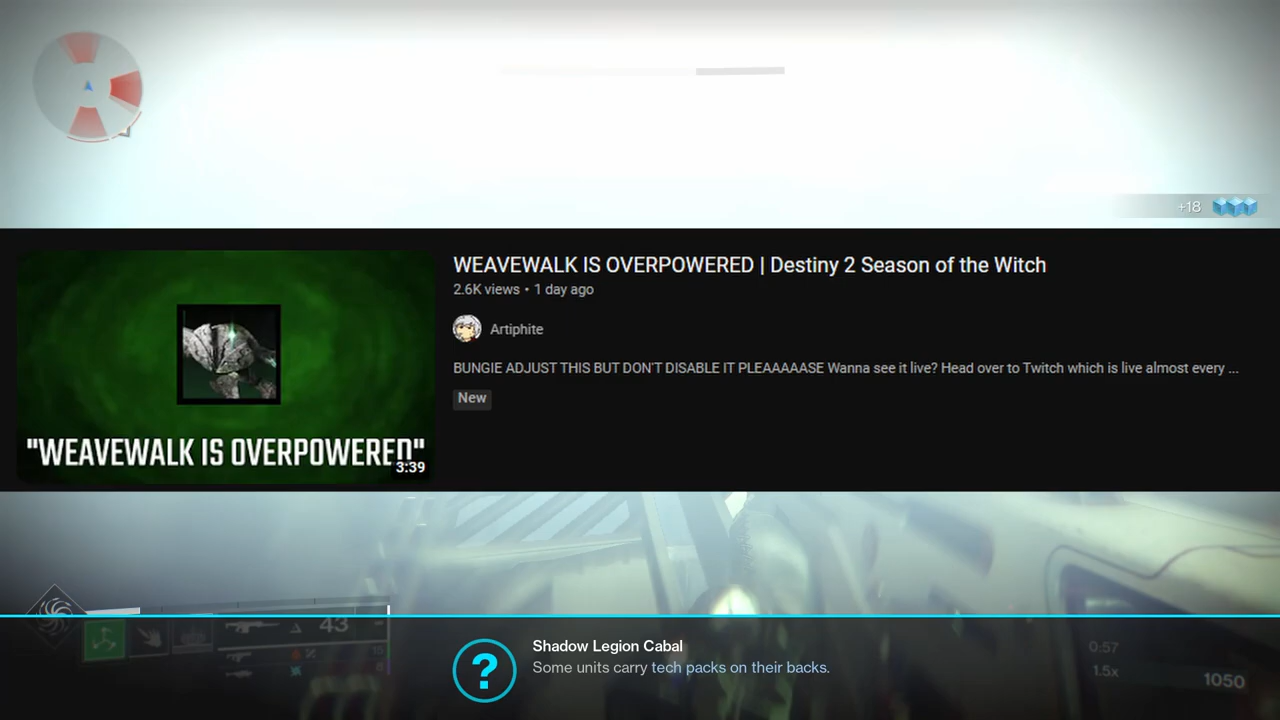 +18
WEAVEWALK IS OVERPOWERED | Destiny 2 Season of the Witch
2.6K views • 1 day ago
Artiphite
BUNGIE ADJUST THIS BUT DON'T DISABLE IT PLEAAAAASE Wanna see it live? Head over to Twitch which is live almost every ...
New
"WEAVEWALK IS OVERPOWERED"
3:39
43
15
Shadow Legion Cabal
Some units carry tech packs on their backs.
0:57
1.5x
1050